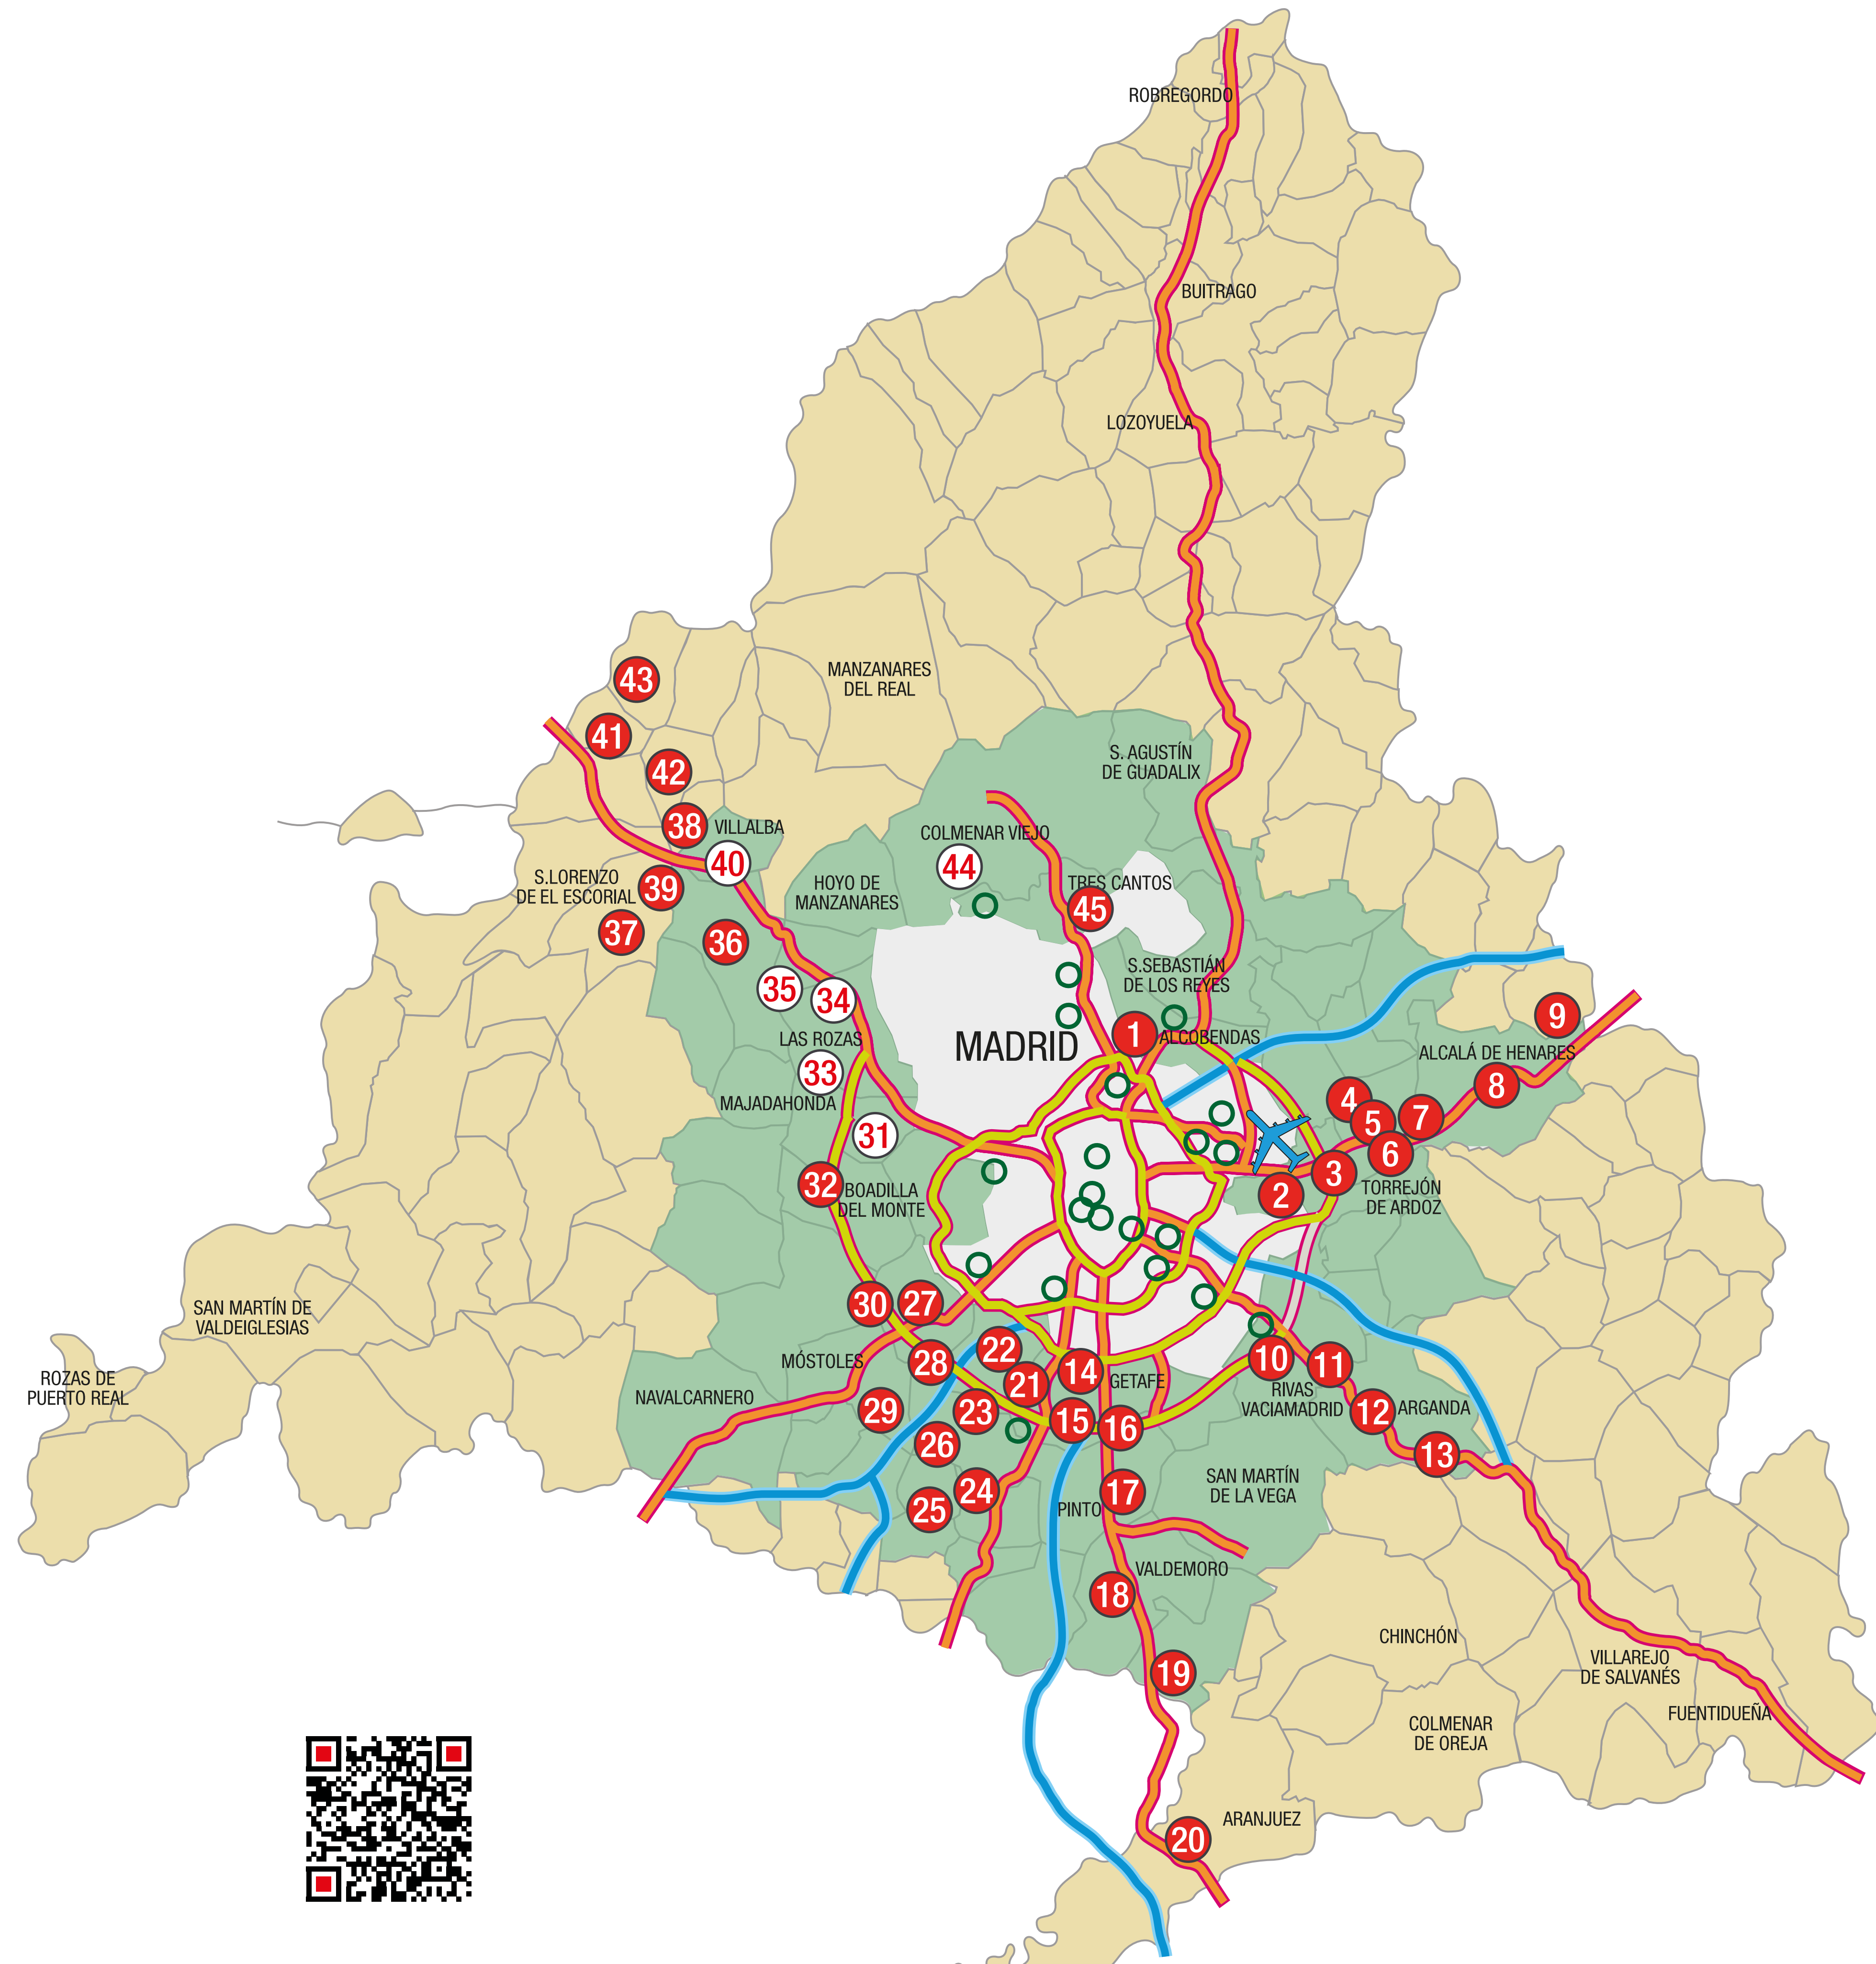 ROBREGORDO
BUITRAGO
LOZOYUELA
MANZANARES
DEL REAL
43
41
42
S. AGUSTÍN
DE GUADALIX
38
VILLALBA
COLMENAR VIEJO
40
44
S.LORENZO
DE EL ESCORIAL
39
HOYO DE
MANZANARES
TRES CANTOS
45
37
36
35
34
S.SEBASTIÁN
DE LOS REYES
9
LAS ROZAS
MADRID
1
ALCOBENDAS
ALCALÁ DE HENARES
33
8
MAJADAHONDA
4
5
7
31
6
32
BOADILLA
DEL MONTE
2
3
TORREJÓN
DE ARDOZ
SAN MARTÍN DE
VALDEIGLESIAS
30
27
ROZAS DE
PUERTO REAL
MÓSTOLES
28
22
21
14
GETAFE
10
11
NAVALCARNERO
29
23
15
16
RIVAS
VACIAMADRID
12
ARGANDA
26
13
25
24
PINTO
17
SAN MARTÍN
DE LA VEGA
VALDEMORO
18
CHINCHÓN
19
VILLAREJO
DE SALVANÉS
COLMENAR
DE OREJA
FUENTIDUEÑA
20
ARANJUEZ